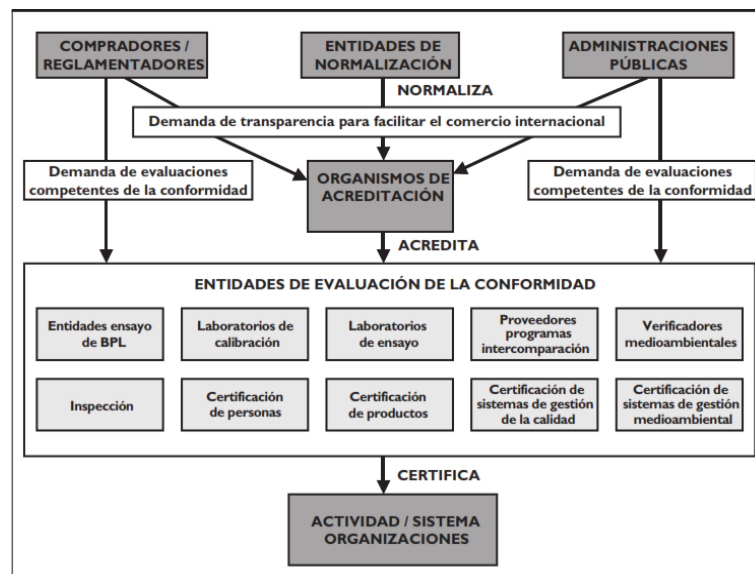 COMPRADORES /
REGLAMENTADORES
ENTIDADES DE
NORMALIZACIÓN
ADMINISTRACIONES
PÚBLICAS
NORMALIZA
Demanda de transparencia para facilitar el comercio internacional
Demanda de evaluaciones
competentes de la conformidad
ORGANISMOS DE
ACREDITACIÓN
Demanda de evaluaciones
competentes de la conformidad
ACREDITA
ENTIDADES DE EVALUACIÓN DE LA CONFORMIDAD
Entidades ensayo
de BPL
Laboratorios de
calibración
Laboratorios
de ensayo
Proveedores
programas
intercomparación
Verificadores
medioambientales
Inspección
Certificación
de personas
Certificación
de productos
Certificación de
sistemas de gestión
de la calidad
Certificación de
sistemas de gestión
medioambiental
CERTIFICA
ACTIVIDAD / SISTEMA
ORGANIZACIONES